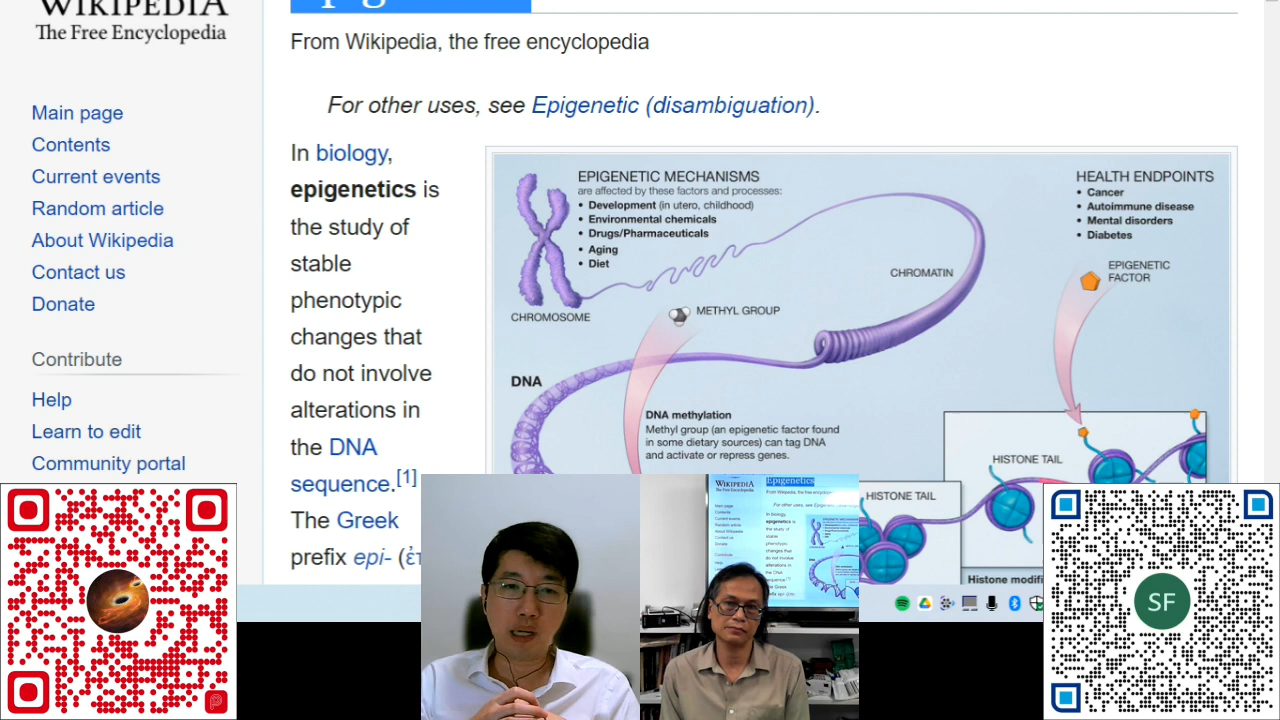 WIKIPEDIA
The Free Encyclopedia
Main page
Contents
Current events
Random article
About Wikipedia
Contact us
Donate
Contribute
Help
Learn to edit
Community portal
From Wikipedia, the free encyclopedia
For other uses, see Epigenetic (disambiguation).
In biology,
epigenetics is
the study of
stable
phenotypic
changes that
do not involve
alterations in
the DNA
sequence.[1]
The Greek
prefix epi-
EPIGENETIC MECHANISMS
are affected by these factors and processes:
• Development (in utero, childhood)
• Environmental chemicals
• Drugs/Pharmaceuticals
• Aging
• Diet
HEALTH ENDPOINTS
• Cancer
• Autoimmune disease
• Mental disorders
• Diabetes
EPIGENETIC
FACTOR
CHROMATIN
CHROMOSOME
METHYL GROUP
DNA
DNA methylation
Methyl group (an epigenetic factor found
in some dietary sources) can tag DNA
and activate or repress genes.
HISTONE TAIL
HISTONE TAIL
Histone
WIKIPEDIA
The Free Encyclopedia
Epigenetics
SF